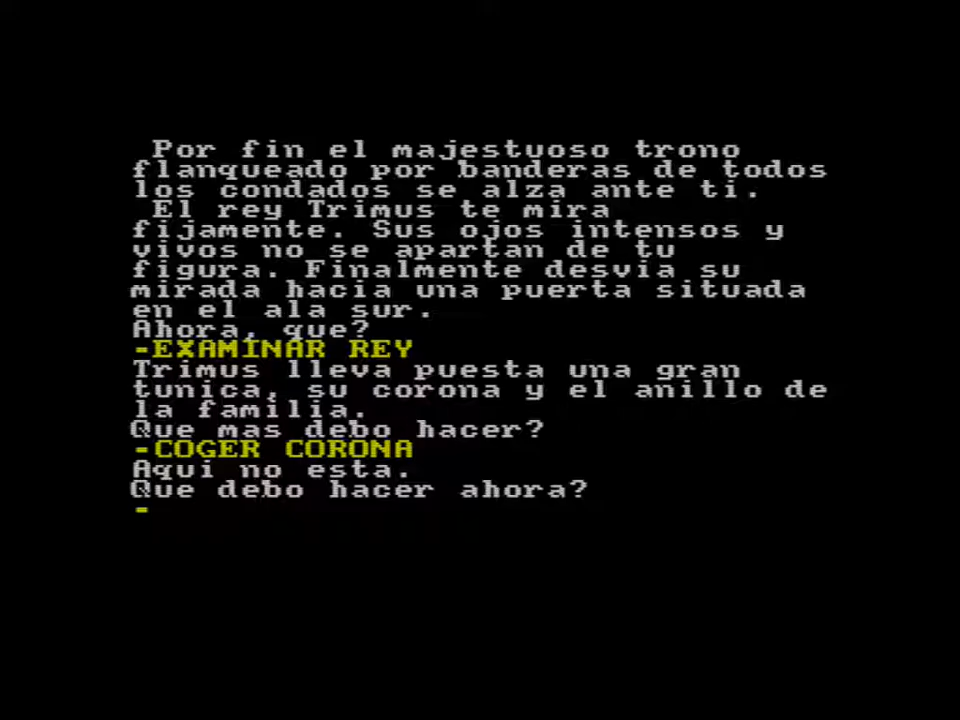 Por fin el majestuoso trono
flanqueado por banderas de todos
los condados se alza ante ti.
El rey Trimus te mira
fijamente. Sus ojos intensos y
vivos no se apartan de tu
figura. Finalmente desvia su
mirada hacia una puerta situada
en el ala sur.
Ahora, que?
-EXAMINAR REY
Trimus lleva puesta una gran
tunica, su corona y el anillo de
la familia.
Que mas debo hacer?
-COGER CORONA
Aqui no esta.
Que debo hacer ahora?
-